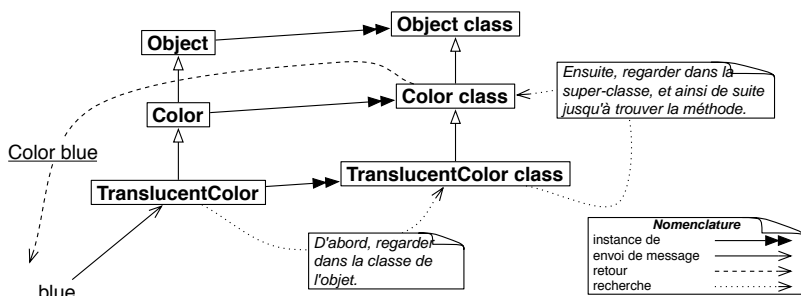 Object
Object class
Color
Color class
Ensuite, regarder dans la
super-classe, et ainsi de suite
jusqu'à trouver la méthode.
Color blue
TranslucentColor
TranslucentColor class
D'abord, regarder
dans la classe de
l'objet.
blue
Nomenclature
instance de
envoi de message
retour
recherche